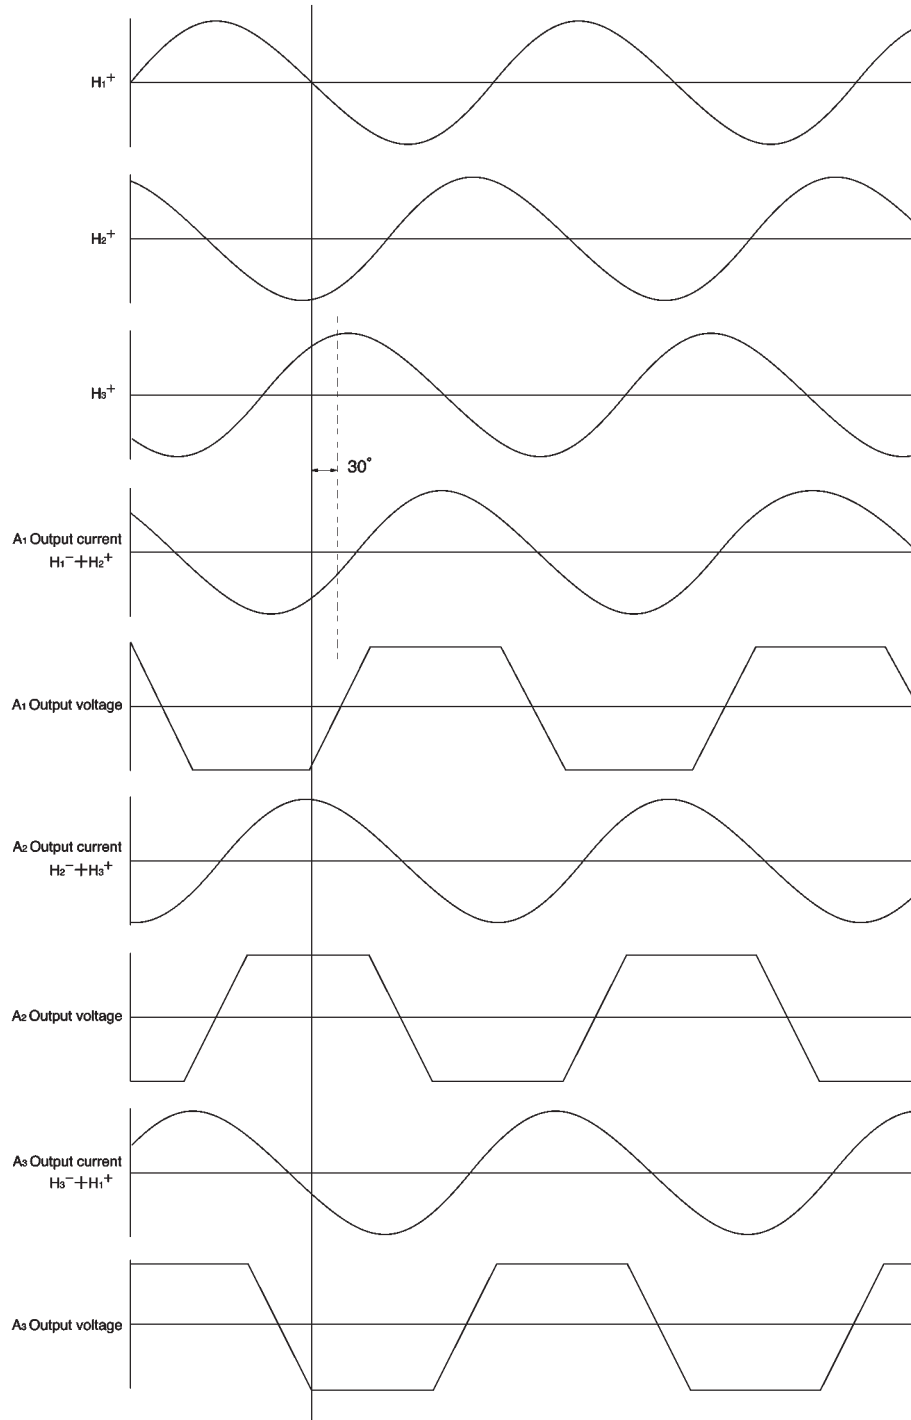 H₁⁺
H₂⁺
H₃⁺
30°
A₁ Output current
H₁⁻+H₂⁺
A₁ Output voltage
A₂ Output current
H₂⁻+H₃⁺
A₂ Output voltage
A₃ Output current
H₃⁻+H₁⁺
A₃ Output voltage